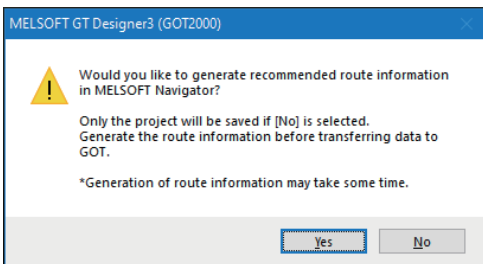 MELSOFT GT Designer3 (GOT2000)
Would you like to generate recommended route information
in MELSOFT Navigator?
Only the project will be saved if [No] is selected.
Generate the route information before transferring data to
GOT.
*Generation of route information may take some time.
Yes
No